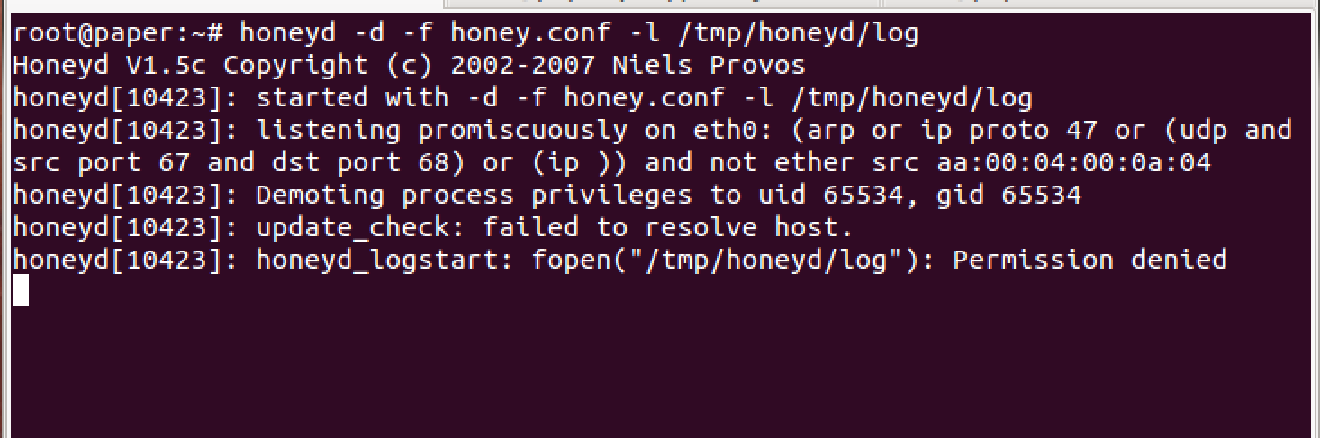 root@paper:~# honeyd -d -f honey.conf -l /tmp/honeyd/log
Honeyd V1.5c Copyright (c) 2002-2007 Niels Provos
honeyd[10423]: started with -d -f honey.conf -l /tmp/honeyd/log
honeyd[10423]: listening promiscuously on eth0: (arp or ip proto 47 or (udp and
src port 67 and dst port 68) or (ip )) and not ether src aa:00:04:00:0a:04
honeyd[10423]: Demoting process privileges to uid 65534, gid 65534
honeyd[10423]: update_check: failed to resolve host.
honeyd[10423]: honeyd_logstart: fopen("/tmp/honeyd/log"): Permission denied